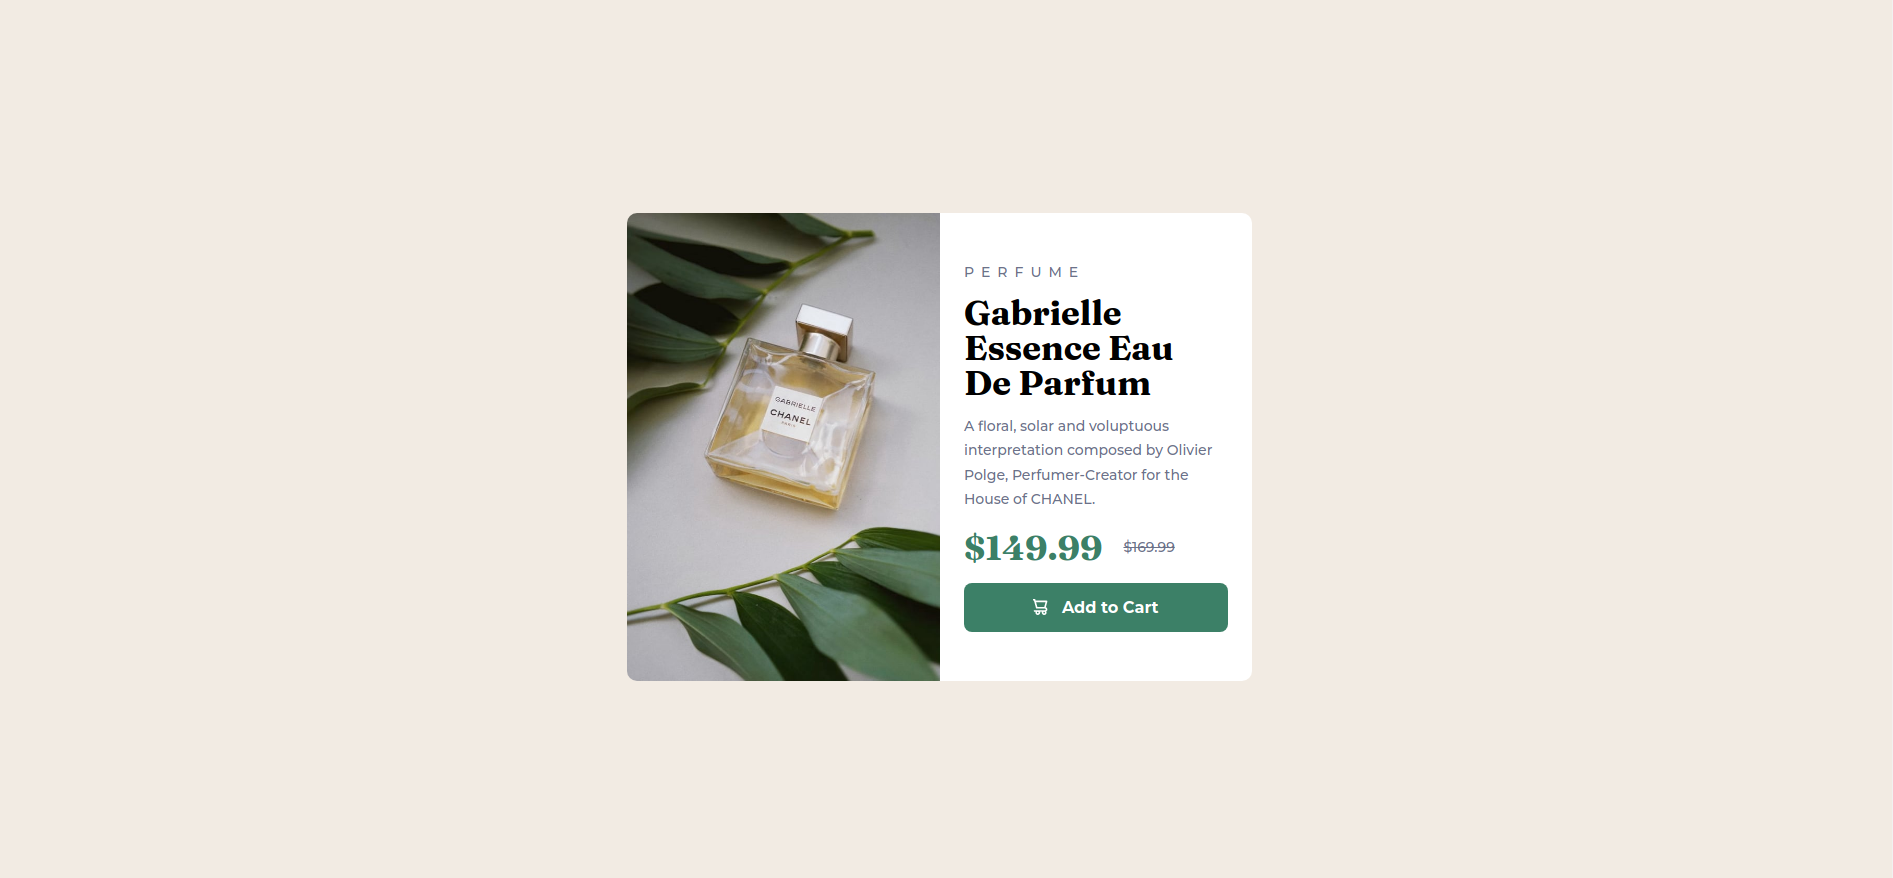 GABRIELLE
CHANEL
PARIS
PERFUME
Gabrielle
Essence Eau
De Parfum
A floral, solar and voluptuous
interpretation composed by Olivier
Polge, Perfumer-Creator for the
House of CHANEL.
$149.99 $169.99
Add to Cart